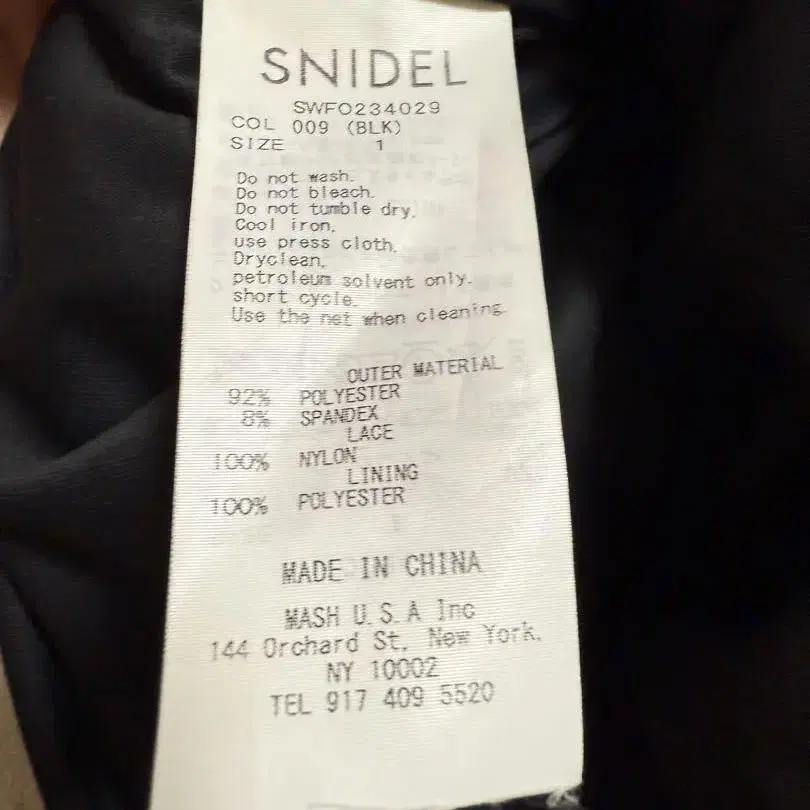 SNIDEL
SWFO234029
COL 009 (BLK)
SIZE 1
Do not wash.
Do not bleach.
Do not tumble dry.
Cool iron,
use press cloth.
Dryclean,
petroleum solvent only.
short cycle.
Use the net when cleaning.
OUTER MATERIAL
92% POLYESTER
8% SPANDEX
LACE
100% NYLON
LINING
100% POLYESTER
MADE IN CHINA
MASH U.S.A Inc
144 Orchard St, New York,
NY 10002
TEL 917 409 5520